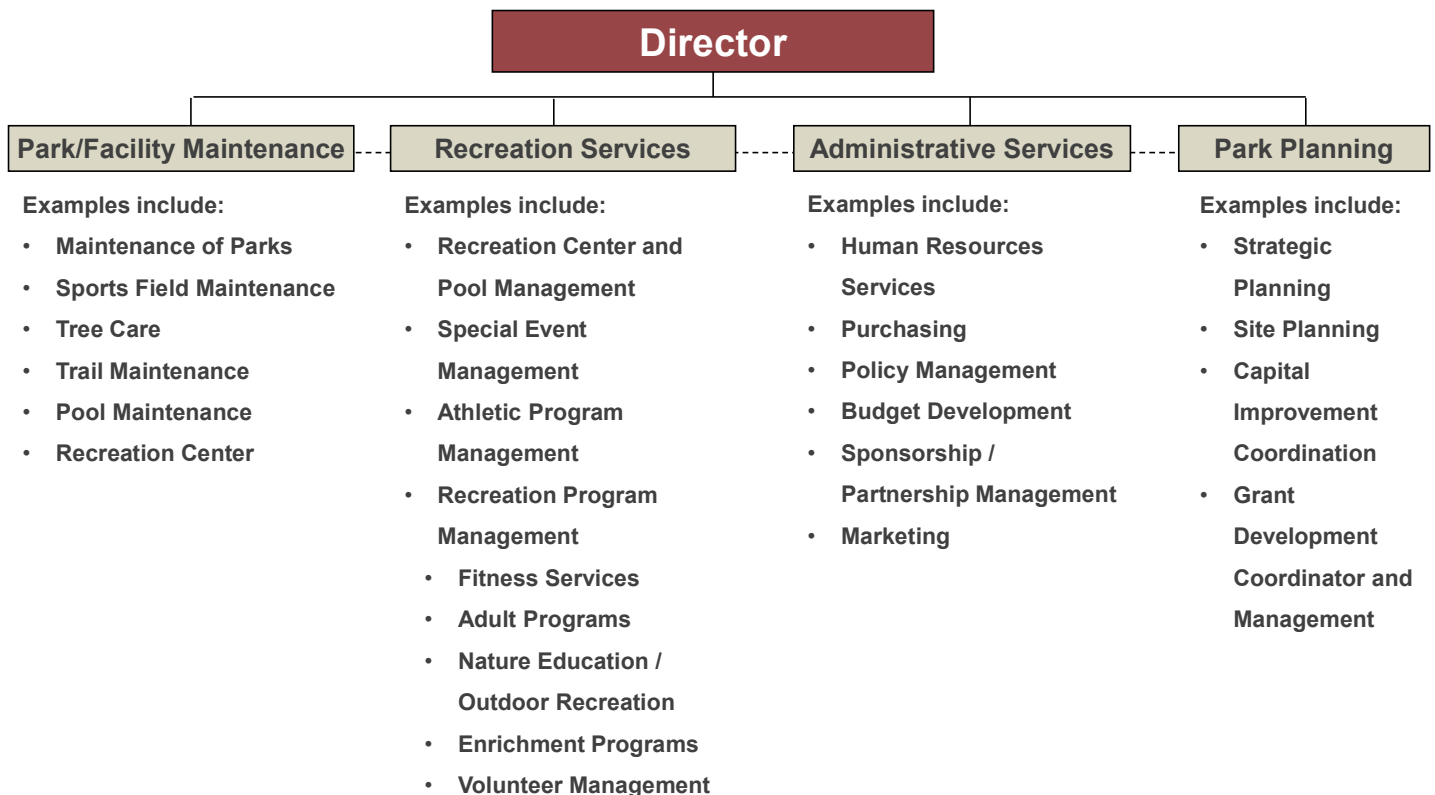 Director
Park/Facility Maintenance
Examples include:
• Maintenance of Parks
• Sports Field Maintenance
• Tree Care
• Trail Maintenance
• Pool Maintenance
• Recreation Center
Recreation Services
Examples include:
• Recreation Center and
Pool Management
• Special Event
Management
• Athletic Program
Management
• Recreation Program
Management
• Fitness Services
• Adult Programs
• Nature Education /
Outdoor Recreation
• Enrichment Programs
• Volunteer Management
Administrative Services
Examples include:
• Human Resources
Services
• Purchasing
• Policy Management
• Budget Development
• Sponsorship /
Partnership Management
• Marketing
Park Planning
Examples include:
• Strategic
Planning
• Site Planning
• Capital
Improvement
Coordination
• Grant
Development
Coordinator and
Management